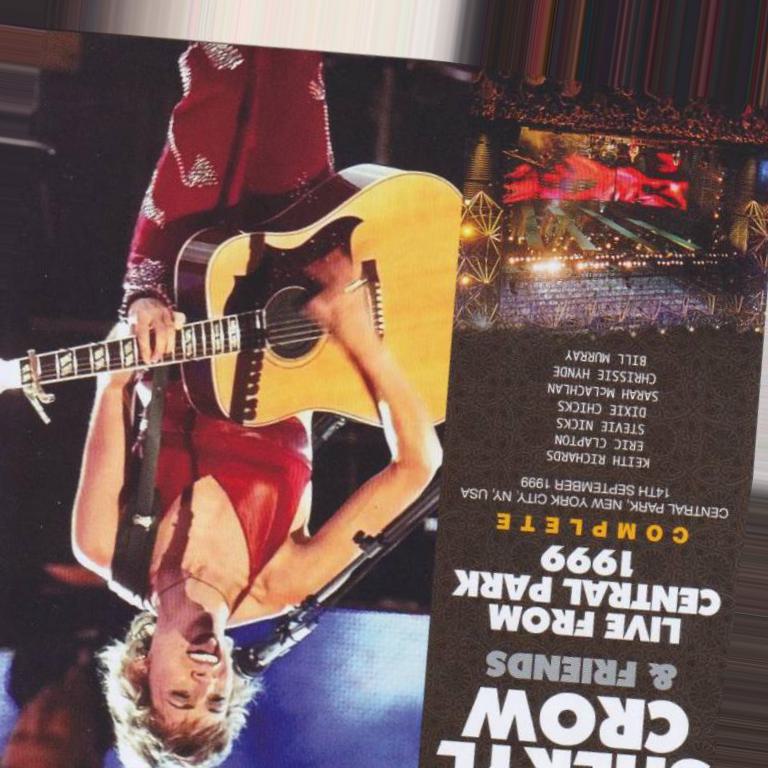 SHERYL
CROW
& FRIENDS
LIVE FROM
CENTRAL PARK
1999
COMPLETE
CENTRAL PARK, NEW YORK CITY, NY, USA
14TH SEPTEMBER 1999
KEITH RICHARDS
ERIC CLAPTON
STEVIE NICKS
DIXIE CHICKS
SARAH McLACHLAN
CHRISSIE HYNDE
BILL MURRAY